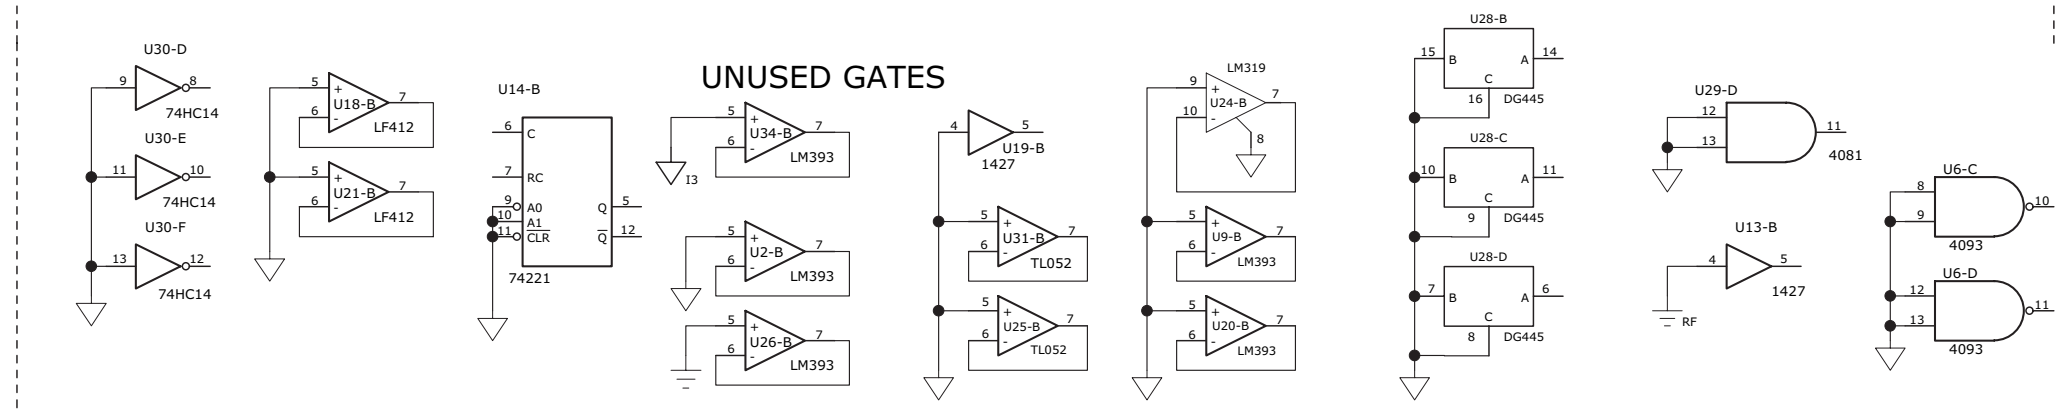 UNUSED GATES
U30-D
9
8
74HC14
U30-E
11
10
74HC14
U30-F
13
12
74HC14
5
+
U18-B
7
6
-
LF412
5
+
U21-B
7
6
-
LF412
U14-B
6
C
7
RC
9
A0
10
A1
11
CLR
Q
5
Q
12
74221
5
+
U34-B
7
6
-
LM393
I3
5
+
U2-B
7
6
-
LM393
5
+
U26-B
7
6
-
LM393
4
5
U19-B
1427
5
+
U31-B
7
6
-
TL052
5
+
U25-B
7
6
-
TL052
LM319
9
+
U24-B
7
10
-
8
5
+
U9-B
7
6
-
LM393
5
+
U20-B
7
6
-
LM393
U28-B
15
B
A
14
C
16
DG445
U28-C
10
B
A
11
C
9
DG445
U28-D
7
B
A
6
C
8
DG445
U29-D
12
11
13
4081
U13-B
4
5
1427
RF
U6-C
8
10
9
4093
U6-D
12
11
13
4093